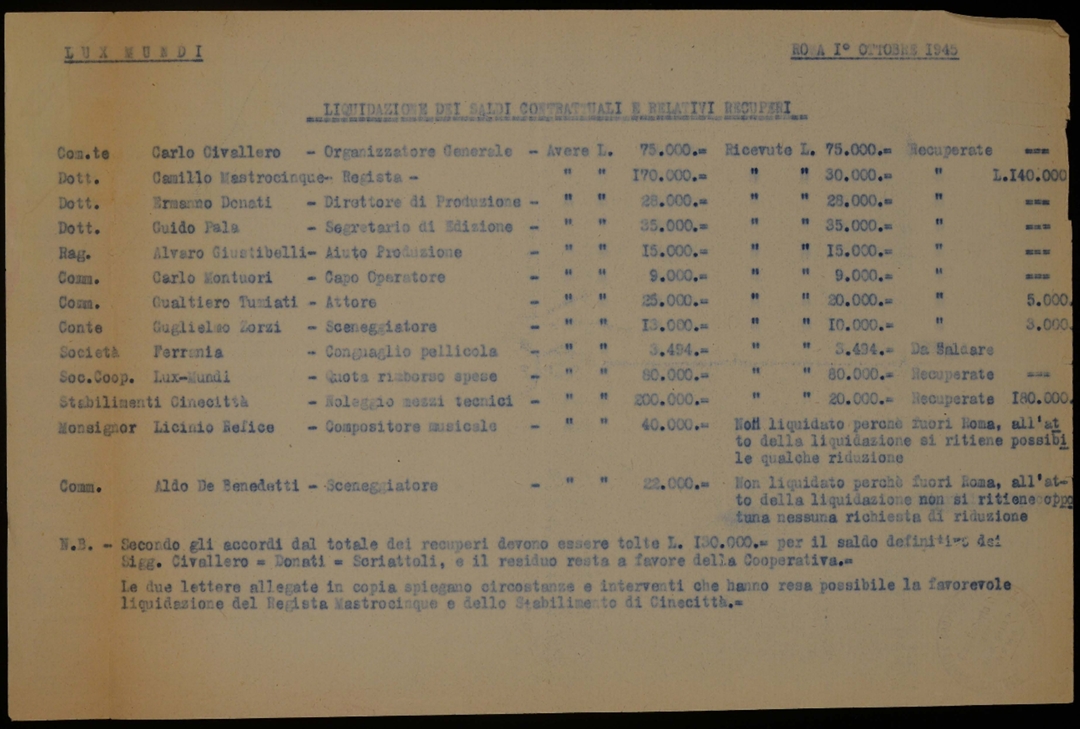 LUX MUNDI
ROMA I° OTTOBRE 1945
LIQUIDAZIONE DEI SALDI CONTRATTUALI E RELATIVI RECUPERI
Com.te Carlo Civallero - Organizzatore Generale - Avere L. 75.000.= Ricevute L. 75.000.= Recuperate ===
Dott. Camillo Mastrocinque- Regista - " " I70.000.= " " 30.000.= " L.I40.000
Dott. Ermanno Donati - Direttore di Produzione - " " 28.000.= " " 28.000.= " ===
Dott. Guido Pala - Segretario di Edizione - " " 35.000.= " " 35.000.= " ===
Rag. Alvaro Giustibelli- Aiuto Produzione - " " I5.000.= " " I5.000.= " ===
Comm. Carlo Montuori - Capo Operatore - " " 9.000.= " " 9.000.= " ===
Comm. Gualtiero Tumiati - Attore - " " 25.000.= " " 20.000.= " 5.000.
Conte Guglielmo Zorzi - Sceneggiatore - " " I3.000.= " " I0.000.= " 3.000.
Società Ferrania - Conguaglio pellicola - " " 3.494.= " " 3.494.= Da Saldare
Soc.Coop. Lux-Mundi - Quota rimborso spese - " " 80.000.= " " 80.000.= Recuperate ===
Stabilimenti Cinecittà - Noleggio mezzi tecnici - " " 200.000.= " " 20.000.= Recuperate I80.000.
Monsignor Licinio Refice - Compositore musicale - " " 40.000.= Non liquidato perchè fuori Roma, all'at
to della liquidazione si ritiene possibi
le qualche riduzione
Comm. Aldo De Benedetti - Sceneggiatore - " " 22.000.= Non liquidato perchè fuori Roma, all'at-
to della liquidazione non si ritiene oppo
tuna nessuna richiesta di riduzione
N.B. - Secondo gli accordi dal totale dei recuperi devono essere tolte L. I30.000.= per il saldo definitivo dei
Sigg. Civallero = Donati = Scriattoli, e il residuo resta a favore della Cooperativa.=
Le due lettere allegate in copia spiegano circostanze e interventi che hanno resa possibile la favorevole
liquidazione del Regista Mastrocinque e dello Stabilimento di Cinecittà.=